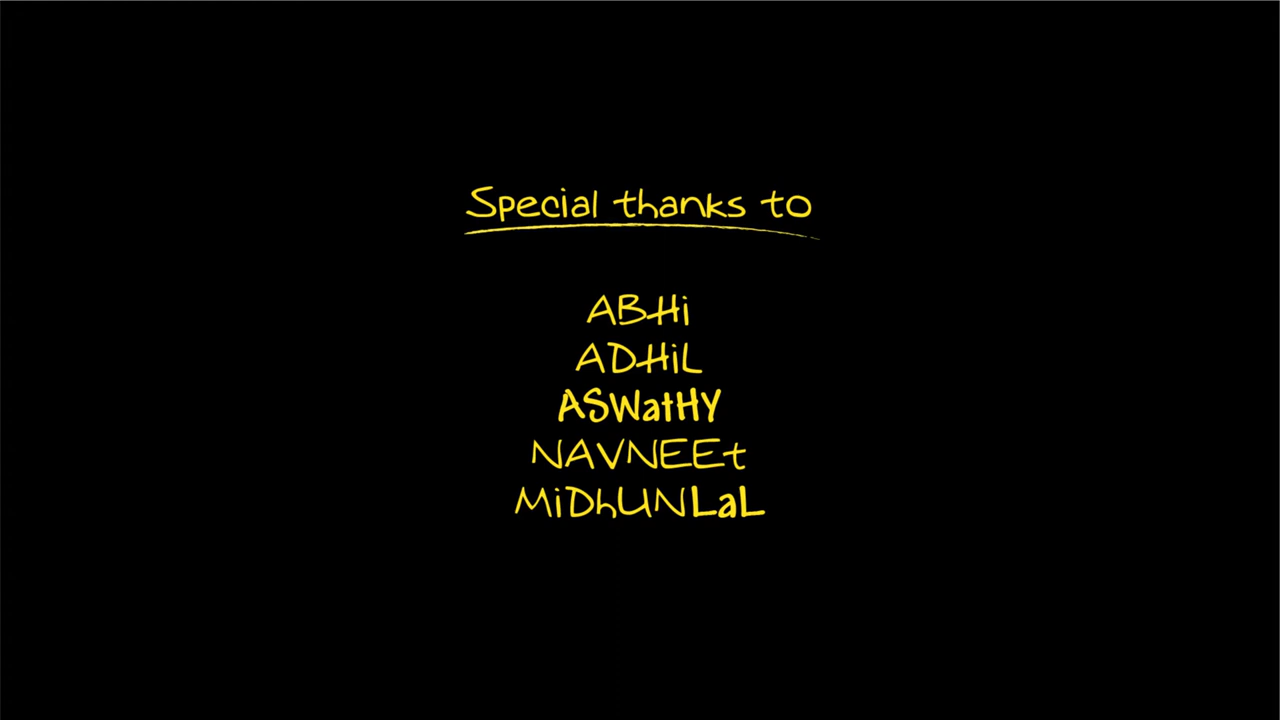 Special thanks to
ABHi
ADHiL
ASWatHY
NAVNEEt
MiDhUNLaL